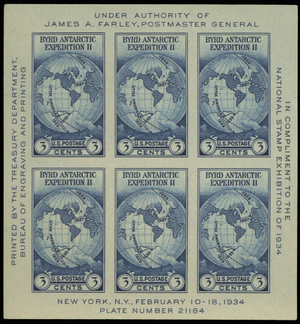 UNDER AUTHORITY OF
JAMES A. FARLEY, POSTMASTER GENERAL
PRINTED BY THE TREASURY DEPARTMENT,
BUREAU OF ENGRAVING AND PRINTING
IN COMPLIMENT TO THE
NATIONAL STAMP EXHIBITION OF 1934
BYRD ANTARCTIC
EXPEDITION II
U.S. POSTAGE
3 CENTS 3
BYRD ANTARCTIC
EXPEDITION II
U.S. POSTAGE
3 CENTS 3
BYRD ANTARCTIC
EXPEDITION II
U.S. POSTAGE
3 CENTS 3
BYRD ANTARCTIC
EXPEDITION II
U.S. POSTAGE
3 CENTS 3
BYRD ANTARCTIC
EXPEDITION II
U.S. POSTAGE
3 CENTS 3
BYRD ANTARCTIC
EXPEDITION II
U.S. POSTAGE
3 CENTS 3
NEW YORK, N.Y., FEBRUARY 10-18, 1934
PLATE NUMBER 21184